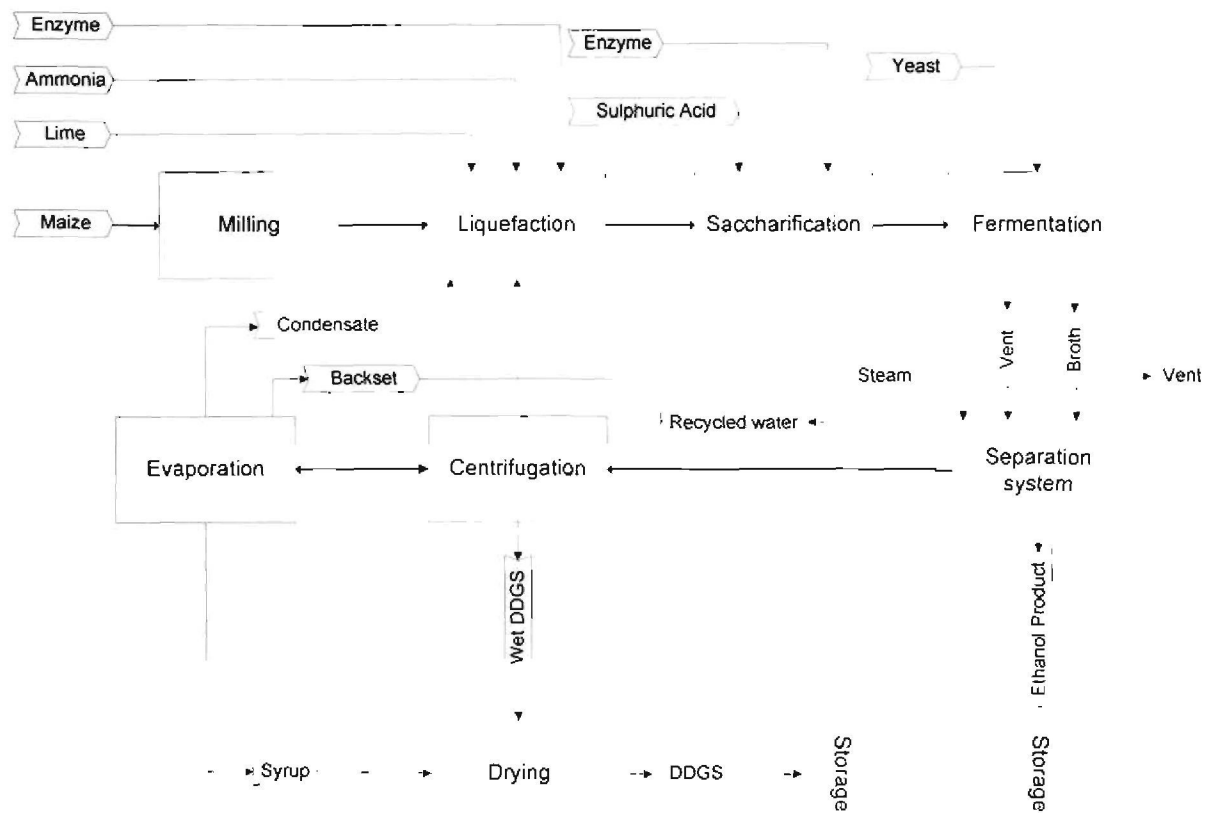 Enzyme
Enzyme
Yeast
Ammonia
Sulphuric Acid
Lime
Maize
Milling
Liquefaction
Saccharification
Fermentation
Condensate
Vent
Broth
Backset
Steam
Vent
Recycled water
Evaporation
Centrifugation
Separation
system
Wet DDGS
Ethanol Product
Syrup
Drying
DDGS
Storage
Storage